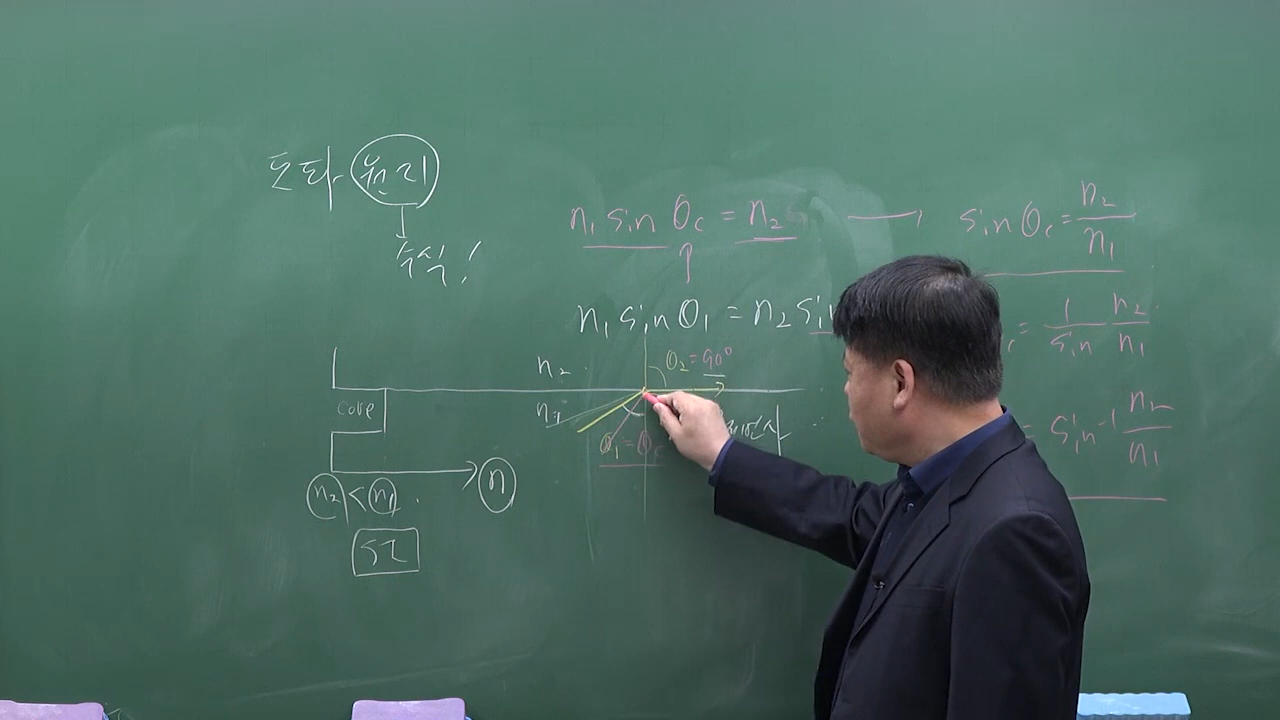 도파 원리
수식!
n₁ sin θc = n₂
sin θc = n₂/n₁
n₁ sin θ₁ = n₂ sin
= 1/sin n₂/n₁
n₂
θ₂ = 90°
core
n₁
θ₁ = θc
= sin⁻¹ n₂/n₁
n
n₂ < n₁